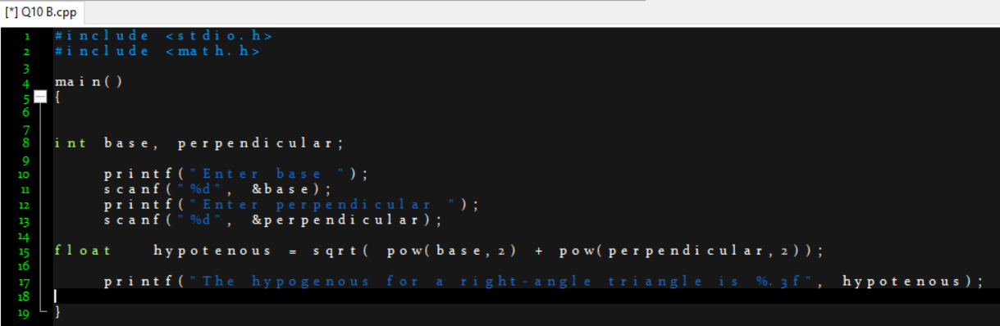 [*] Q10 B.cpp
1 #include <stdio.h>
2 #include <math.h>
3
4 main()
5 {
6
7
8 int base, perpendicular;
9
10 printf("Enter base ");
11 scanf("%d", &base);
12 printf("Enter perpendicular ");
13 scanf("%d", &perpendicular);
14
15 float hypotenous = sqrt( pow(base,2) + pow(perpendicular,2));
16
17 printf("The hypogenous for a right-angle triangle is %.3f", hypotenous);
18
19 }